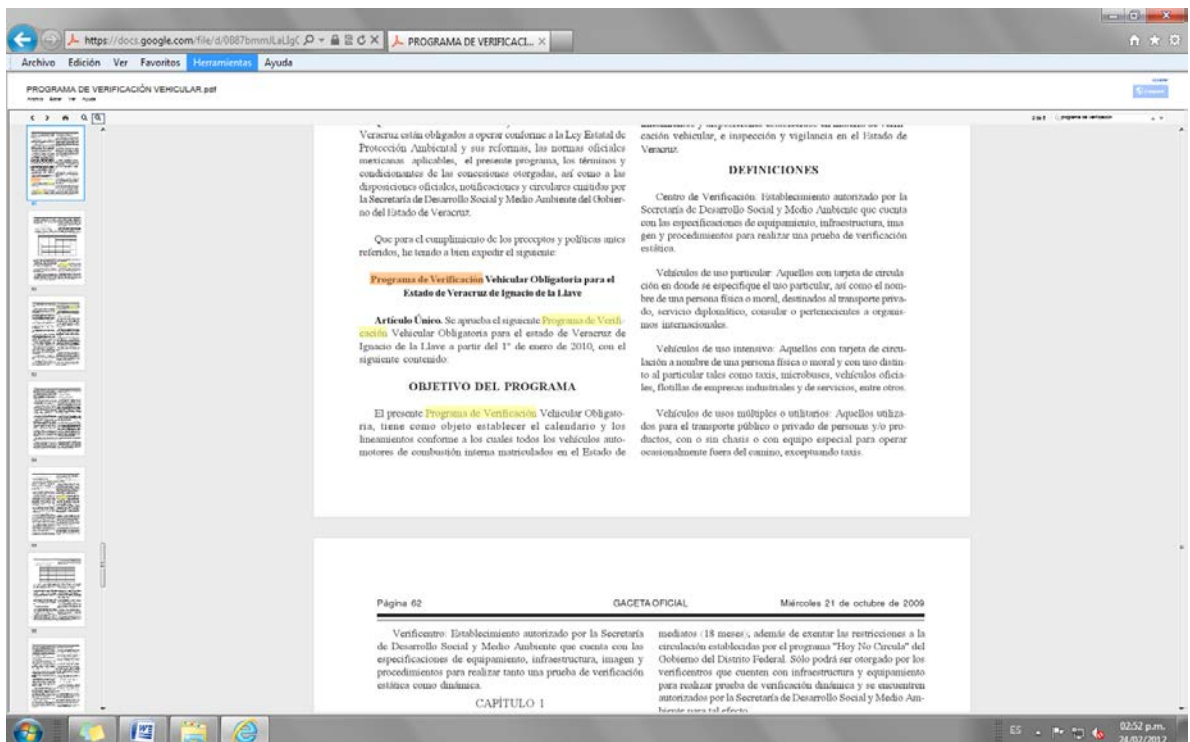 https://docs.google.com/file/d/0B87bmmJLaLlgC
PROGRAMA DE VERIFICACI...
Archivo Edición Ver Favoritos Herramientas Ayuda
PROGRAMA DE VERIFICACIÓN VEHICULAR.pdf
Archivo Ver Ayuda
programa de verificación
Veracruz están obligados a operar conforme a la Ley Estatal de
Protección Ambiental y sus reformas, las normas oficiales
mexicanas aplicables, el presente programa, los términos y
condicionantes de las concesiones otorgadas, así como a las
disposiciones oficiales, notificaciones y circulares emitidas por
la Secretaría de Desarrollo Social y Medio Ambiente del Gobier-
no del Estado de Veracruz.
Que para el cumplimiento de los preceptos y políticas antes
referidos, he tenido a bien expedir el siguiente:
Programa de Verificación Vehicular Obligatoria para el
Estado de Veracruz de Ignacio de la Llave
Artículo Único. Se aprueba el siguiente Programa de Verifi-
cación Vehicular Obligatoria para el estado de Veracruz de
Ignacio de la Llave a partir del 1° de enero de 2010, con el
siguiente contenido:
OBJETIVO DEL PROGRAMA
El presente Programa de Verificación Vehicular Obligato-
ria, tiene como objeto establecer el calendario y los
lineamientos conforme a los cuales todos los vehículos auto-
motores de combustión interna matriculados en el Estado de
cación vehicular, e inspección y vigilancia en el Estado de
Veracruz.
DEFINICIONES
Centro de Verificación: Establecimiento autorizado por la
Secretaría de Desarrollo Social y Medio Ambiente que cuenta
con las especificaciones de equipamiento, infraestructura, ima-
gen y procedimientos para realizar una prueba de verificación
estática.
Vehículos de uso particular: Aquellos con tarjeta de circula-
ción en donde se especifique el uso particular, así como el nom-
bre de una persona física o moral, destinados al transporte priva-
do, servicio diplomático, consular o pertenecientes a organis-
mos internacionales.
Vehículos de uso intensivo: Aquellos con tarjeta de circu-
lación a nombre de una persona física o moral y con uso distin-
to al particular tales como taxis, microbuses, vehículos oficia-
les, flotillas de empresas industriales y de servicios, entre otros.
Vehículos de usos múltiples o utilitarios: Aquellos utiliza-
dos para el transporte público o privado de personas y/o pro-
ductos, con o sin chasis o con equipo especial para operar
ocasionalmente fuera del camino, exceptuando taxis.
Página 62 GACETA OFICIAL Miércoles 21 de octubre de 2009
Verificentro: Establecimiento autorizado por la Secretaría
de Desarrollo Social y Medio Ambiente que cuenta con las
especificaciones de equipamiento, infraestructura, imagen y
procedimientos para realizar tanto una prueba de verificación
estática como dinámica.
CAPÍTULO 1
mediatos (18 meses); además de exentar las restricciones a la
circulación establecidas por el programa "Hoy No Circula" del
Gobierno del Distrito Federal. Sólo podrá ser otorgado por los
verificentros que cuenten con infraestructura y equipamiento
para realizar prueba de verificación dinámica y se encuentren
autorizados por la Secretaría de Desarrollo Social y Medio Am-
biente para tal efecto.
ES
02:52 p.m.
24/02/2012